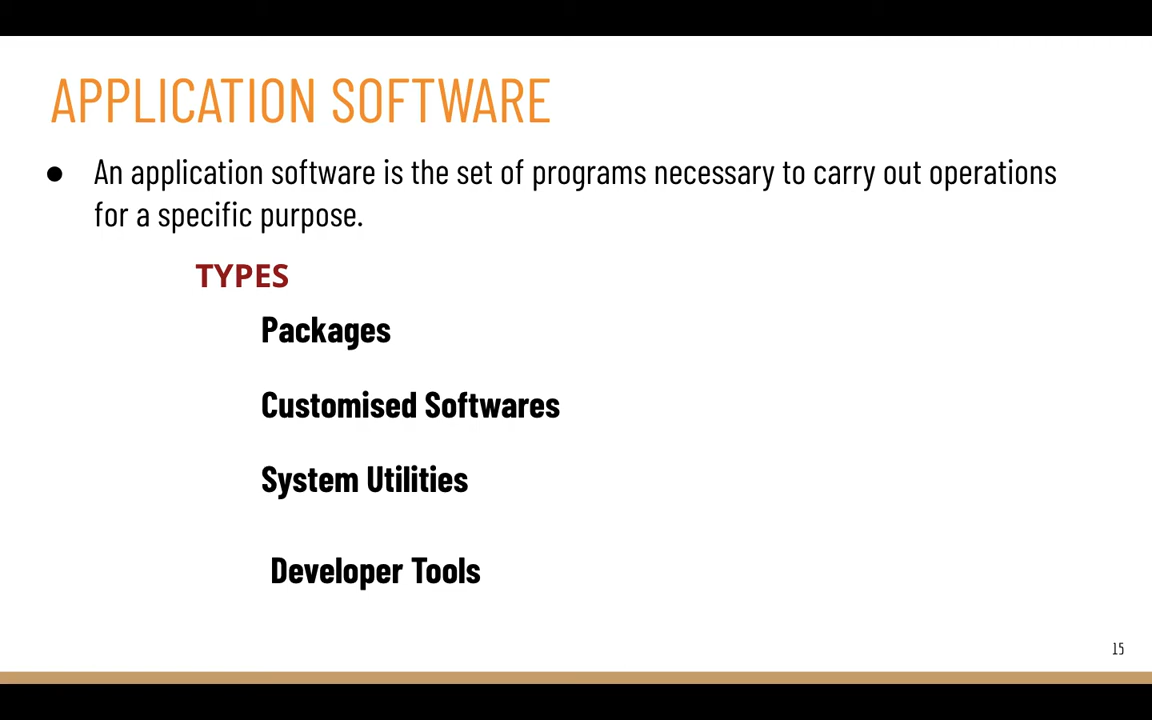 APPLICATION SOFTWARE
● An application software is the set of programs necessary to carry out operations
for a specific purpose.
TYPES
Packages
Customised Softwares
System Utilities
Developer Tools
15